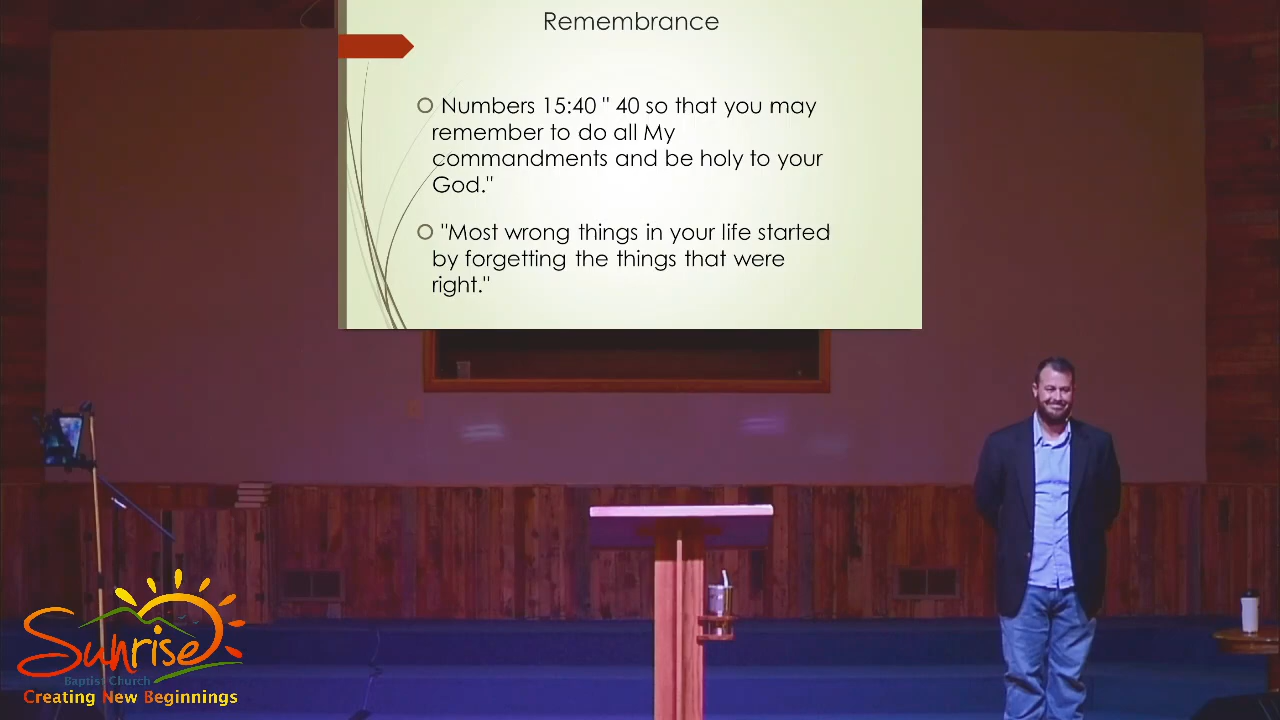 Remembrance
Numbers 15:40 " 40 so that you may
remember to do all My
commandments and be holy to your
God."
"Most wrong things in your life started
by forgetting the things that were
right."
Sunrise
Baptist Church
Creating New Beginnings